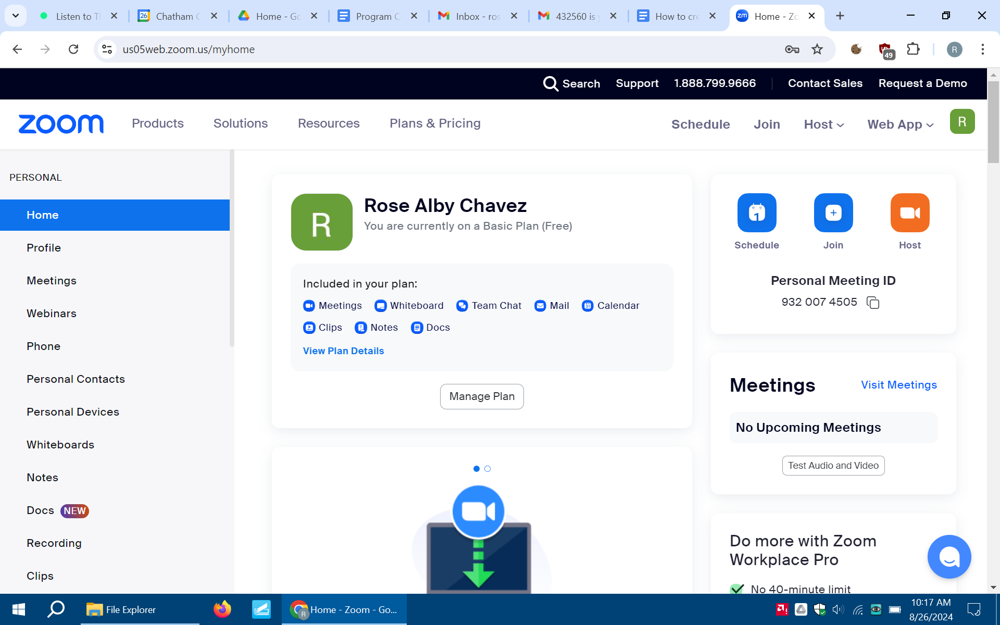 Listen to T
26
Chatham C
Home - Go
Program C
Inbox - ros
432560 is y
How to cre
zm
Home - Zo
us05web.zoom.us/myhome
49
R
Search
Support
1.888.799.9666
Contact Sales
Request a Demo
zoom
Products
Solutions
Resources
Plans & Pricing
Schedule
Join
Host
Web App
R
PERSONAL
Home
Profile
Meetings
Webinars
Phone
Personal Contacts
Personal Devices
Whiteboards
Notes
Docs NEW
Recording
Clips
R
Rose Alby Chavez
You are currently on a Basic Plan (Free)
Included in your plan:
Meetings
Whiteboard
Team Chat
Mail
31
Calendar
Clips
Notes
Docs
View Plan Details
Manage Plan
1
Schedule
Join
Host
Personal Meeting ID
932 007 4505
Meetings
Visit Meetings
No Upcoming Meetings
Test Audio and Video
Do more with Zoom
Workplace Pro
No 40-minute limit
File Explorer
R
Home - Zoom - Go...
10:17 AM
8/26/2024